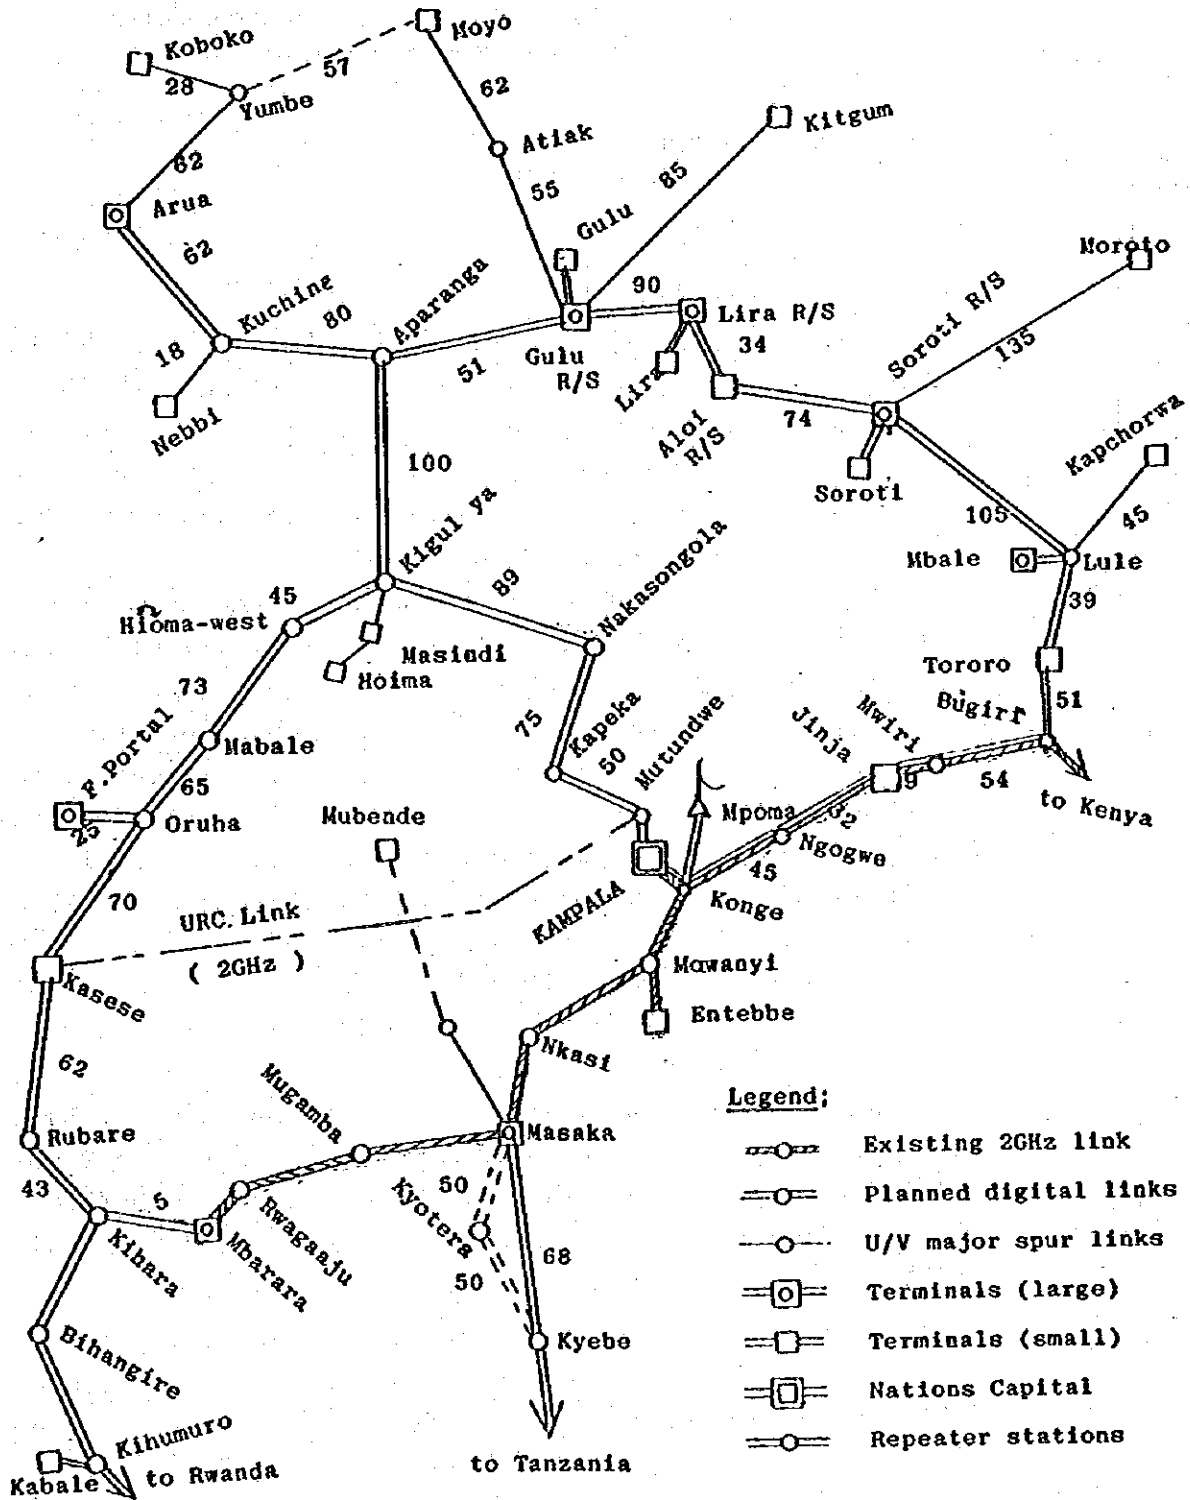 Moyo
Koboko
57
28
Yumbe
62
Atiak
Kitgum
62
55
85
Arua
Gulu
62
Moroto
Kuching
80
Aparanga
90
Lira R/S
Soroti R/S
135
18
51
Gulu
R/S
34
Nebbi
Lira
Aloi
R/S
74
Kapchorwa
100
Soroti
105
45
Kigul ya
Mbale
Lule
89
Nakasongola
39
45
Hioma-west
n
Masindi
Hoima
Tororo
Bugiri
51
73
F.Portal
Mabale
75
Kapeka
50
Mutundwe
Jinja
Mwiri
9
54
65
to Kenya
25
Oruha
Mubende
Mpoma
32
Ngogwe
45
70
URC. Link
KAMPALA
Konge
( 2GHz )
Kasese
Mawanyi
Entebbe
62
Nkasi
Mugamba
Legend;
Rubare
Masaka
Existing 2GHz link
43
5
50
Kyotera
Planned digital links
Kibara
Mbarara
Rwagaaju
50
68
U/V major spur links
Terminals (large)
Bihangire
Kyebe
Terminals (small)
Nations Capital
Kihumuro
Repeater stations
Kabale
to Rwanda
to Tanzania